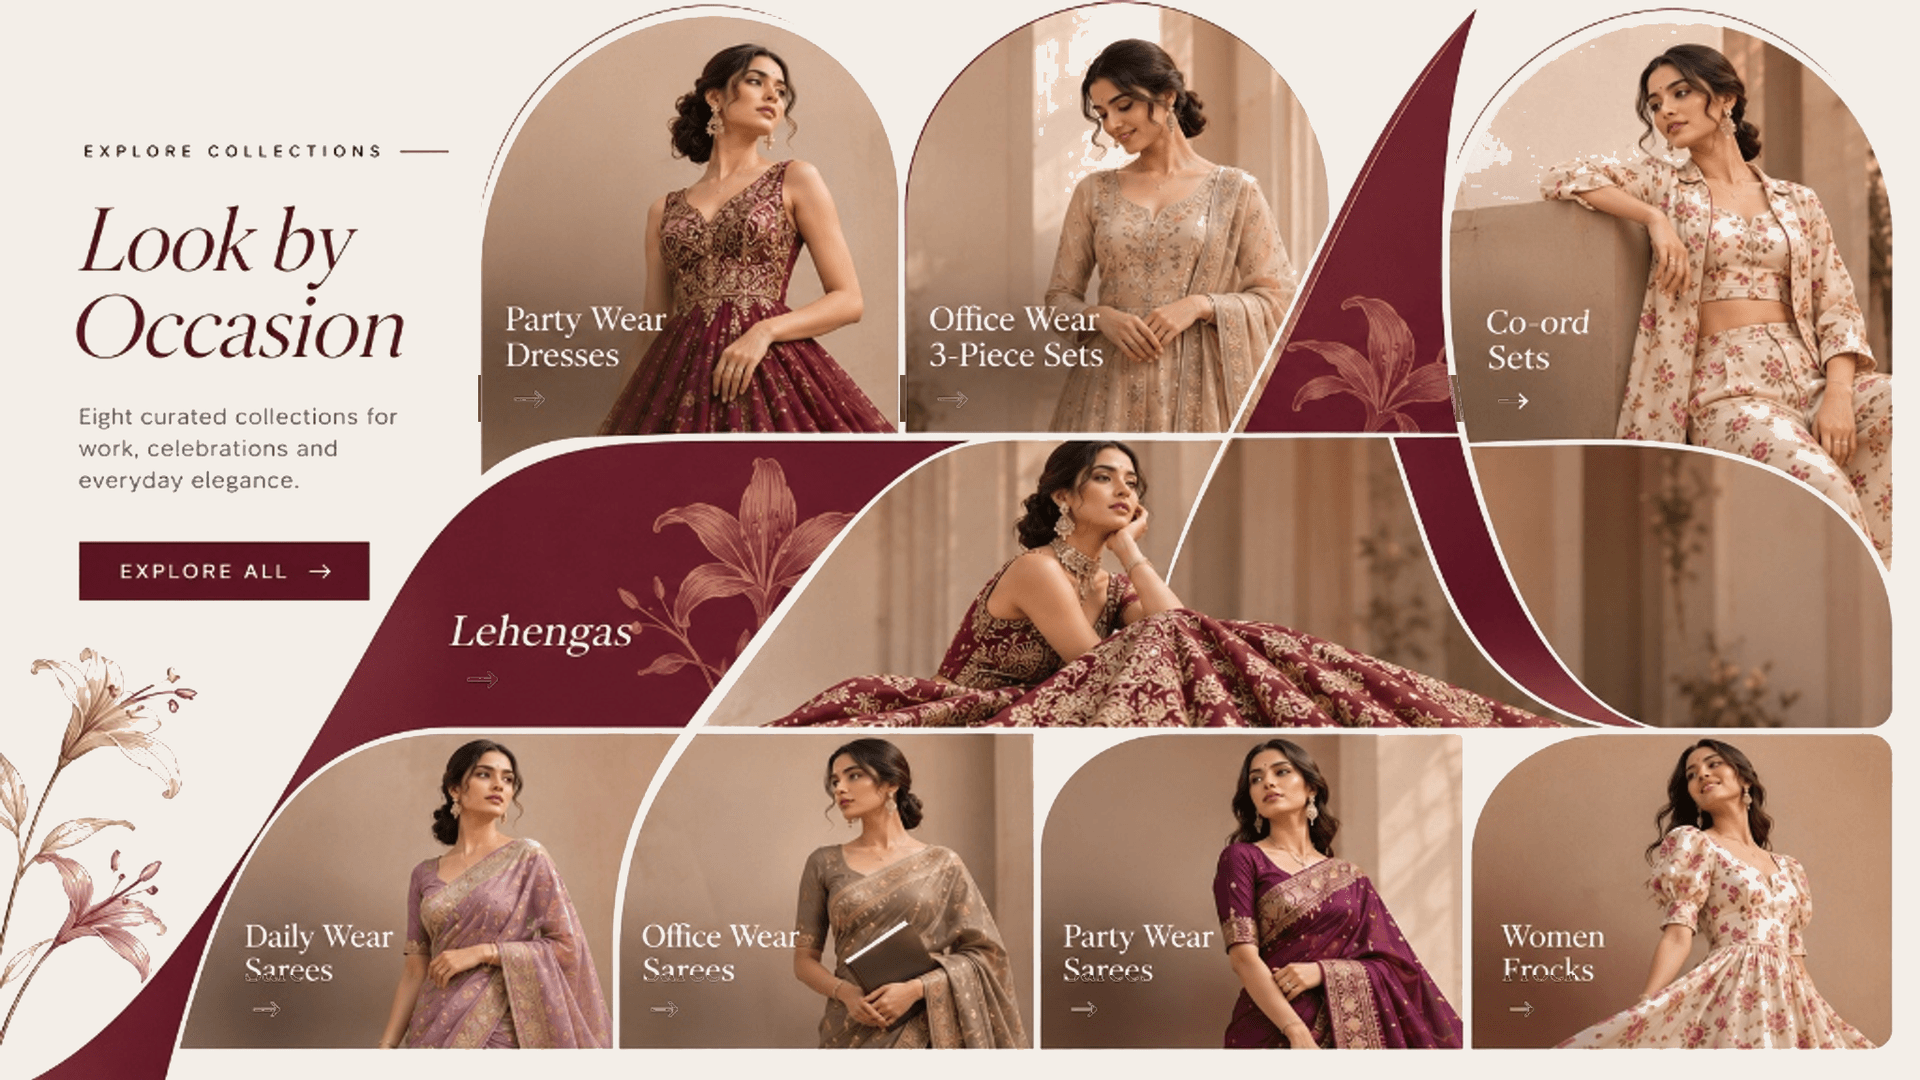 EXPLORE COLLECTIONS
Look by
Occasion
Eight curated collections for
work, celebrations and
everyday elegance.
EXPLORE ALL →
Party Wear
Dresses
→
Office Wear
3-Piece Sets
→
Co-ord
Sets
→
Lehengas
→
Daily Wear
Sarees
→
Office Wear
Sarees
→
Party Wear
Sarees
→
Women
Frocks
→